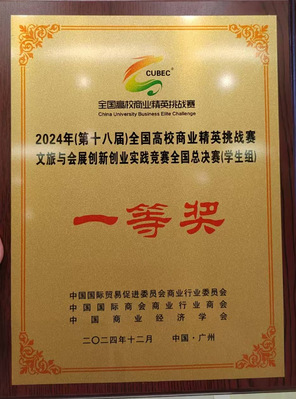 CUBEC
全国高校商业精英挑战赛
China University Business Elite Challenge
2024年(第十八届)全国高校商业精英挑战赛
文旅与会展创新创业实践竞赛全国总决赛(学生组)
一等奖
中国国际贸易促进委员会商业行业委员会
中国国际商会商业行业商会
中国商业经济学会
二〇二四年十二月 中国·广州